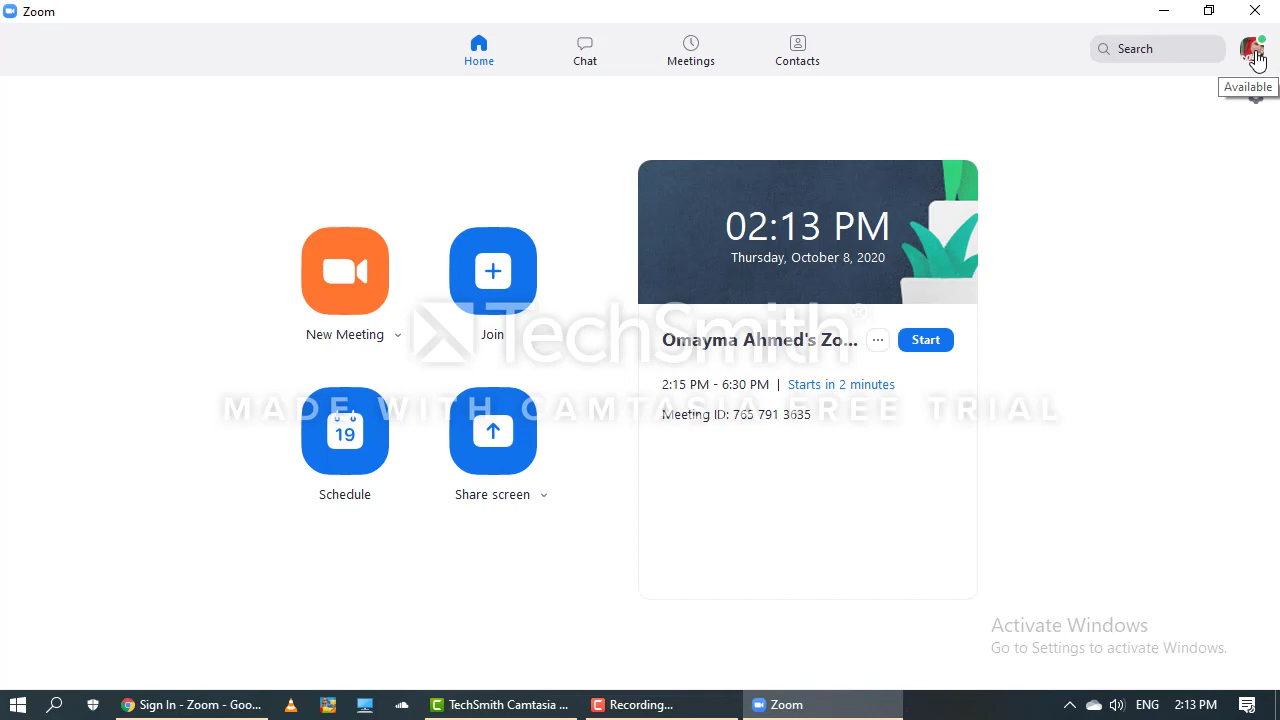 Zoom
Home
Chat
Meetings
Contacts
Search
Available
02:13 PM
Thursday, October 8, 2020
New Meeting
Join
TechSmith
Omayma Ahmed's Zo...
Start
2:15 PM - 6:30 PM | Starts in 2 minutes
MADE WITH CAMTASIA FREE TRIAL
Meeting ID: 765 791 3635
19
Schedule
Share screen
Activate Windows
Go to Settings to activate Windows.
Sign In - Zoom - Goo...
TechSmith Camtasia ...
Recording...
Zoom
ENG
2:13 PM